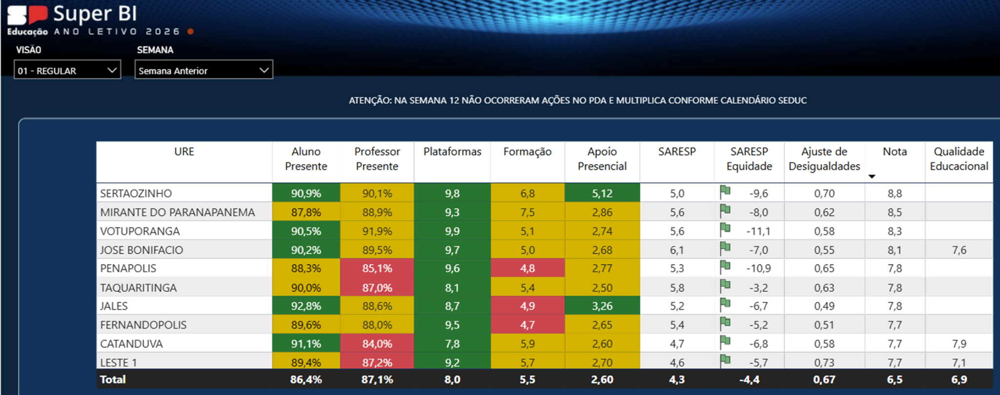 SP Super BI
Educação ANO LETIVO 2026
VISÃO SEMANA
01 - REGULAR Semana Anterior
ATENÇÃO: NA SEMANA 12 NÃO OCORRERAM AÇÕES NO PDA E MULTIPLICA CONFORME CALENDÁRIO SEDUC
URE Aluno Presente Professor Presente Plataformas Formação Apoio Presencial SARESP SARESP Equidade Ajuste de Desigualdades Nota Qualidade Educacional
SERTAOZINHO 90,9% 90,1% 9,8 6,8 5,12 5,0 -9,6 0,70 8,8
MIRANTE DO PARANAPANEMA 87,8% 88,9% 9,3 7,5 2,86 5,6 -8,0 0,62 8,5
VOTUPORANGA 90,5% 91,9% 9,9 5,1 2,74 5,6 -11,1 0,58 8,3
JOSE BONIFACIO 90,2% 89,5% 9,7 5,0 2,68 6,1 -7,0 0,55 8,1 7,6
PENAPOLIS 88,3% 85,1% 9,6 4,8 2,77 5,3 -10,9 0,65 7,8
TAQUARITINGA 90,0% 87,0% 8,1 5,4 2,50 5,8 -3,2 0,63 7,8
JALES 92,8% 88,6% 8,7 4,9 3,26 5,2 -6,7 0,49 7,8
FERNANDOPOLIS 89,6% 88,0% 9,5 4,7 2,65 5,4 -5,2 0,51 7,7
CATANDUVA 91,1% 84,0% 7,8 5,9 2,60 4,7 -6,8 0,58 7,7 7,9
LESTE 1 89,4% 87,2% 9,2 5,7 2,70 4,6 -5,7 0,73 7,7 7,1
Total 86,4% 87,1% 8,0 5,5 2,60 4,3 -4,4 0,67 6,5 6,9